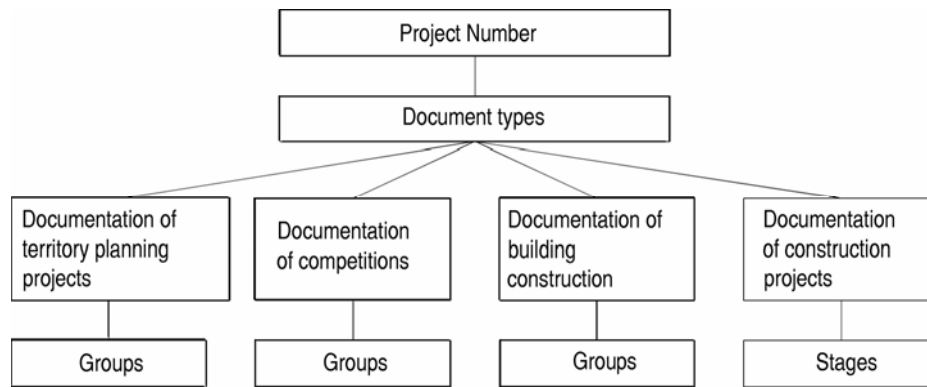 Project Number
Document types
Documentation of
territory planning
projects
Documentation
of competitions
Documentation of
building
construction
Documentation
of construction
projects
Groups
Groups
Groups
Stages